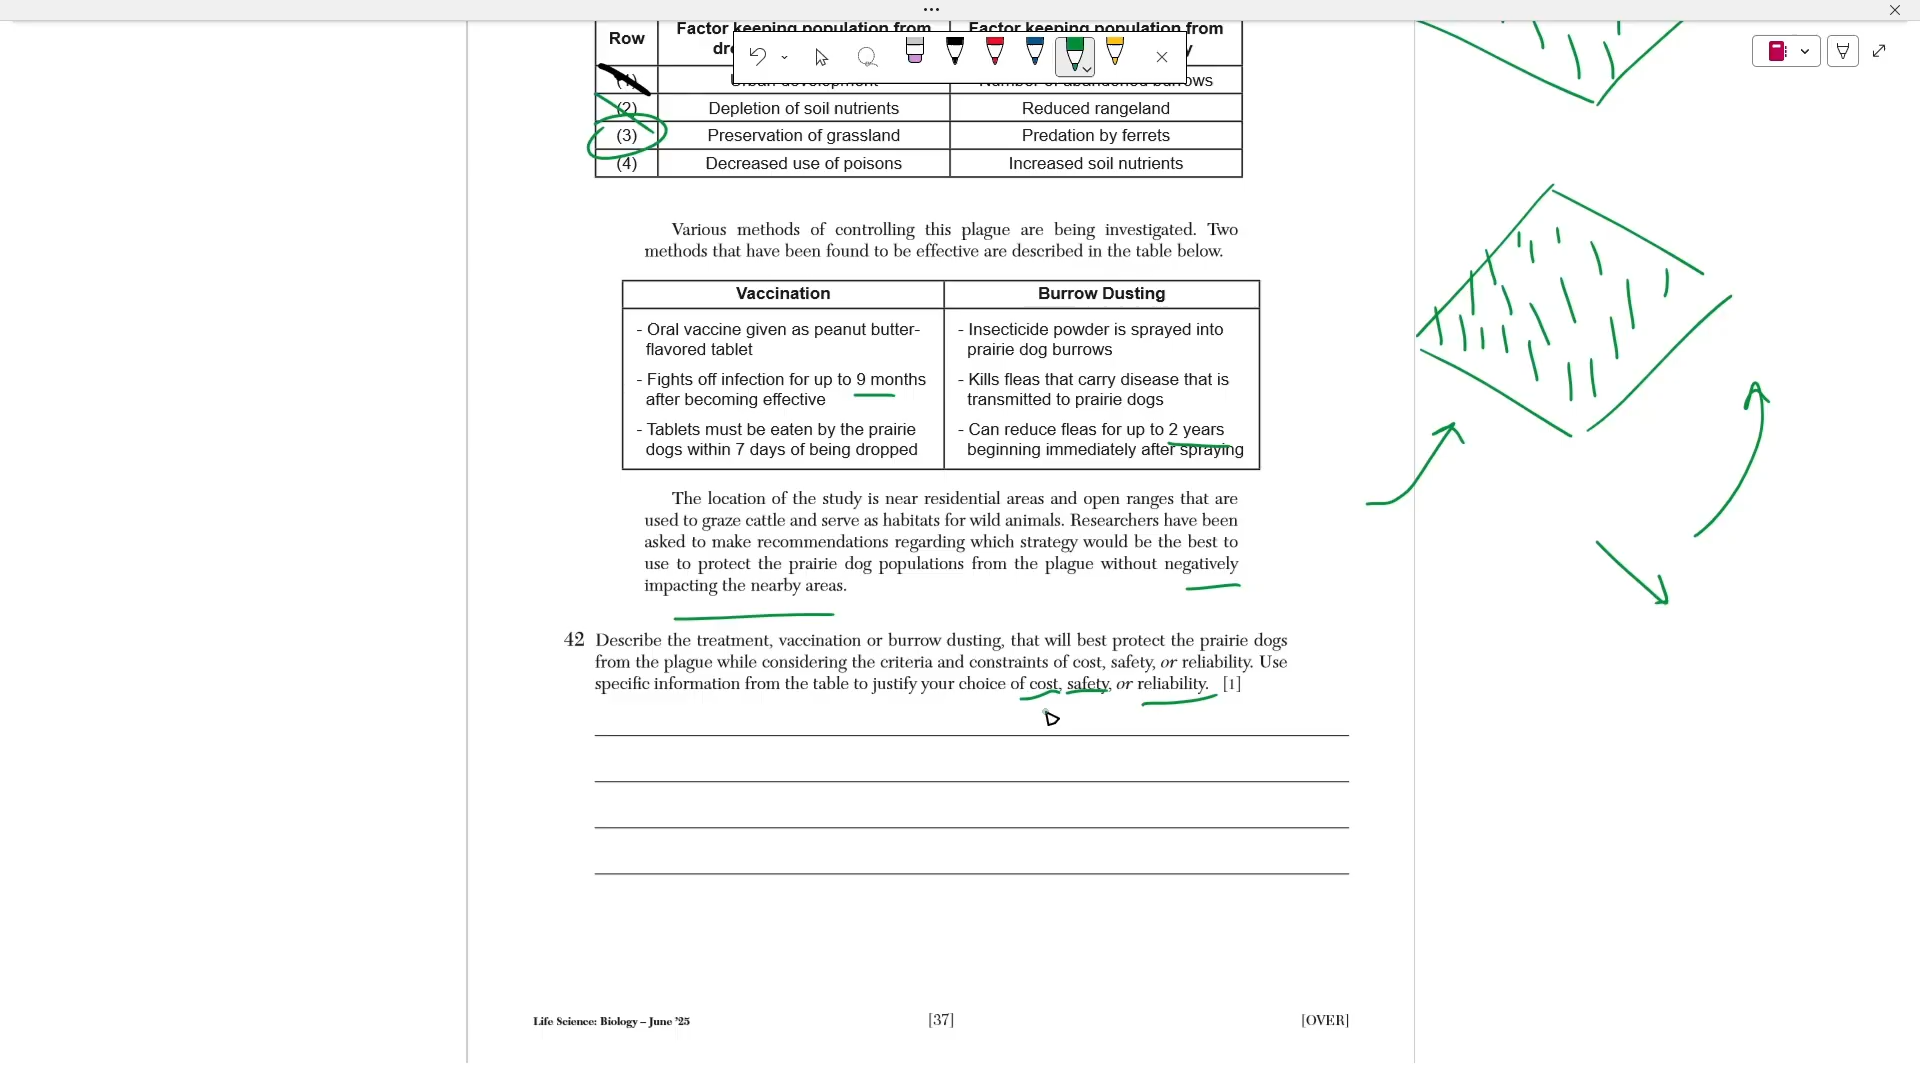 Row
Factor keeping population from
Factor keeping population from
(1)
(2) Depletion of soil nutrients Reduced rangeland
(3) Preservation of grassland Predation by ferrets
(4) Decreased use of poisons Increased soil nutrients
Various methods of controlling this plague are being investigated. Two
methods that have been found to be effective are described in the table below.
Vaccination
- Oral vaccine given as peanut butter-
flavored tablet
- Fights off infection for up to 9 months
after becoming effective
- Tablets must be eaten by the prairie
dogs within 7 days of being dropped
Burrow Dusting
- Insecticide powder is sprayed into
prairie dog burrows
- Kills fleas that carry disease that is
transmitted to prairie dogs
- Can reduce fleas for up to 2 years
beginning immediately after spraying
The location of the study is near residential areas and open ranges that are
used to graze cattle and serve as habitats for wild animals. Researchers have been
asked to make recommendations regarding which strategy would be the best to
use to protect the prairie dog populations from the plague without negatively
impacting the nearby areas.
42 Describe the treatment, vaccination or burrow dusting, that will best protect the prairie dogs
from the plague while considering the criteria and constraints of cost, safety, or reliability. Use
specific information from the table to justify your choice of cost, safety, or reliability. [1]
Life Science: Biology – June '25 [37] [OVER]